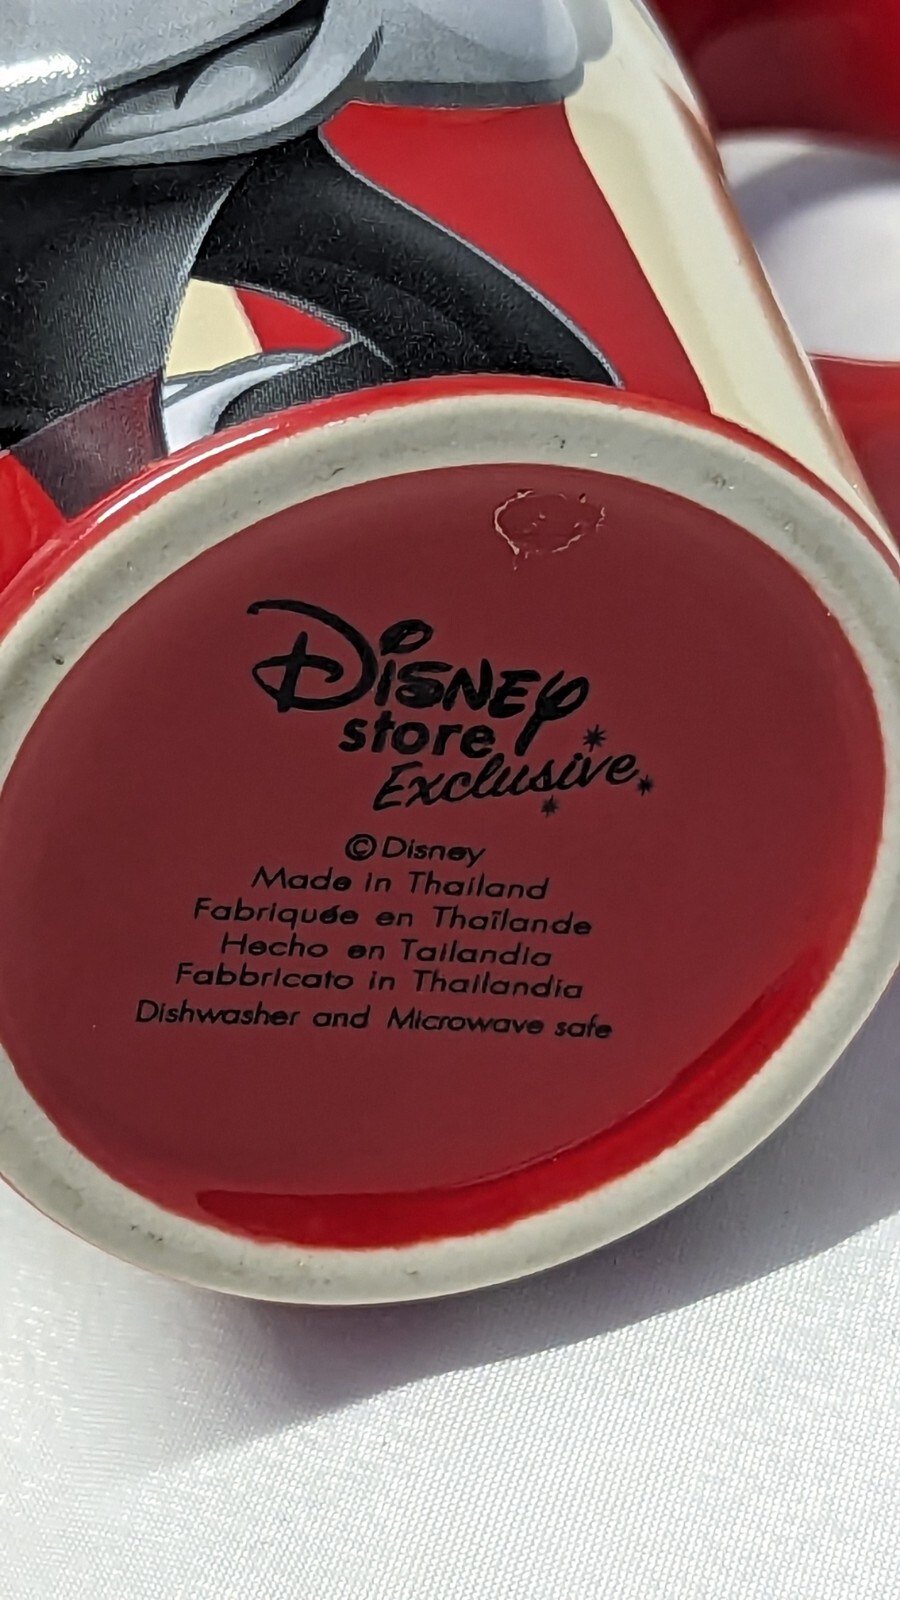 Disney
store
Exclusive
©Disney
Made in Thailand
Fabriquée en Thaïlande
Hecho en Tailandia
Fabbricato in Thailandia
Dishwasher and Microwave safe